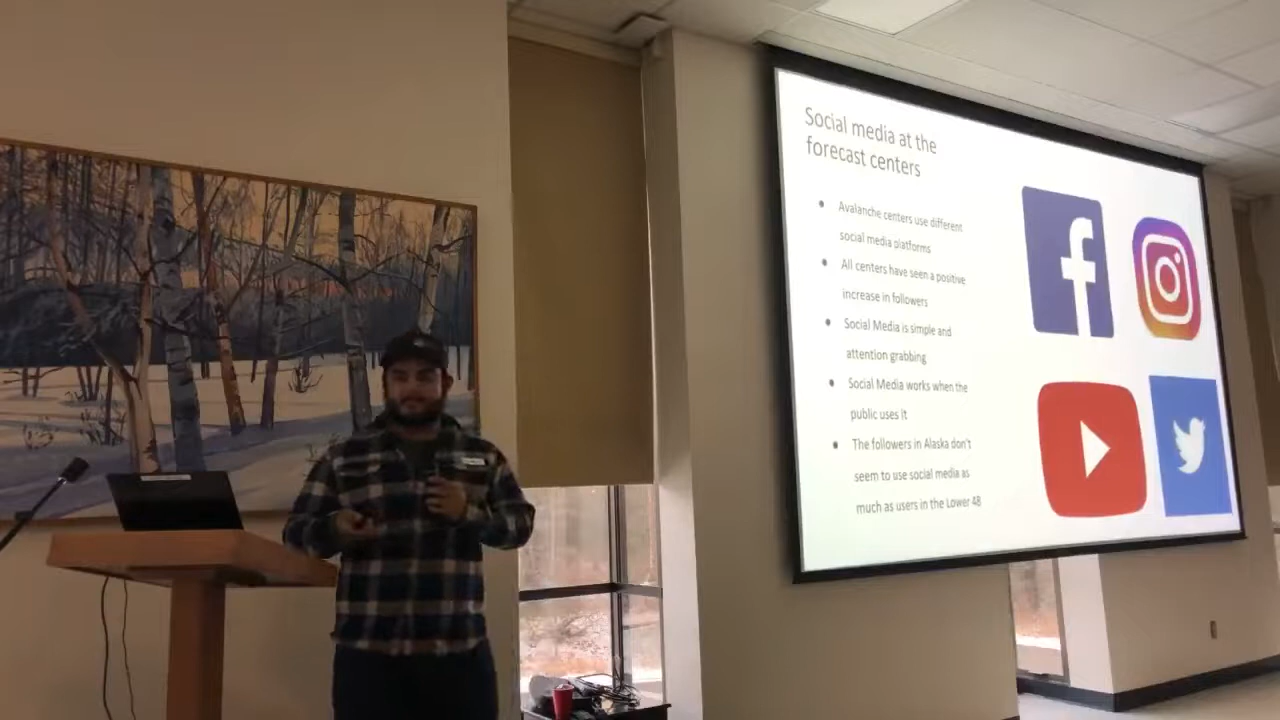 Social media at the
forecast centers
• Avalanche centers use different
social media platforms
• All centers have seen a positive
increase in followers
• Social Media is simple and
attention grabbing
• Social Media works when the
public uses it
• The followers in Alaska don't
seem to use social media as
much as users in the Lower 48